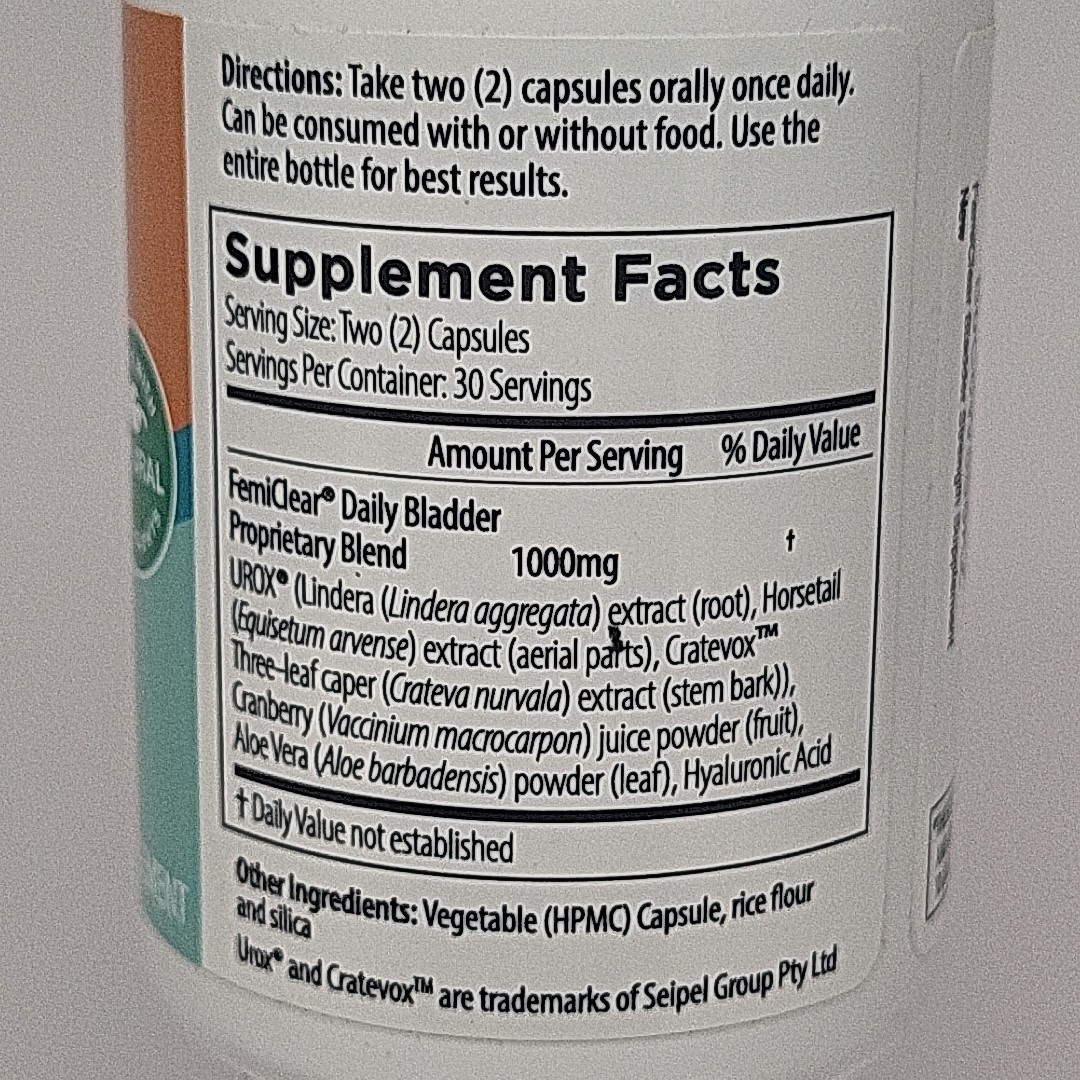 Directions: Take two (2) capsules orally once daily.
Can be consumed with or without food. Use the
entire bottle for best results.
Supplement Facts
Serving Size: Two (2) Capsules
Servings Per Container: 30 Servings
Amount Per Serving % Daily Value
FemiClear® Daily Bladder
Proprietary Blend 1000mg †
UROX® (Lindera (Lindera aggregata) extract (root), Horsetail
(Equisetum arvense) extract (aerial parts), Cratevox™
Three-leaf caper (Crateva nurvala) extract (stem bark)),
Cranberry (Vaccinium macrocarpon) juice powder (fruit),
Aloe Vera (Aloe barbadensis) powder (leaf), Hyaluronic Acid
† Daily Value not established
Other Ingredients: Vegetable (HPMC) Capsule, rice flour
and silica
Urox® and Cratevox™ are trademarks of Seipel Group Pty Ltd